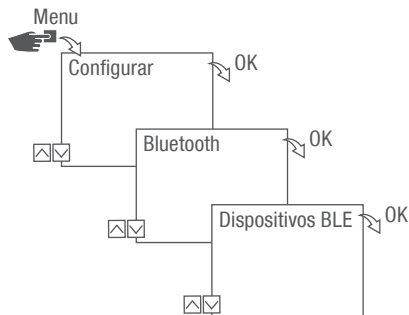 Menu
Configurar
OK
Bluetooth
OK
Dispositivos BLE
OK